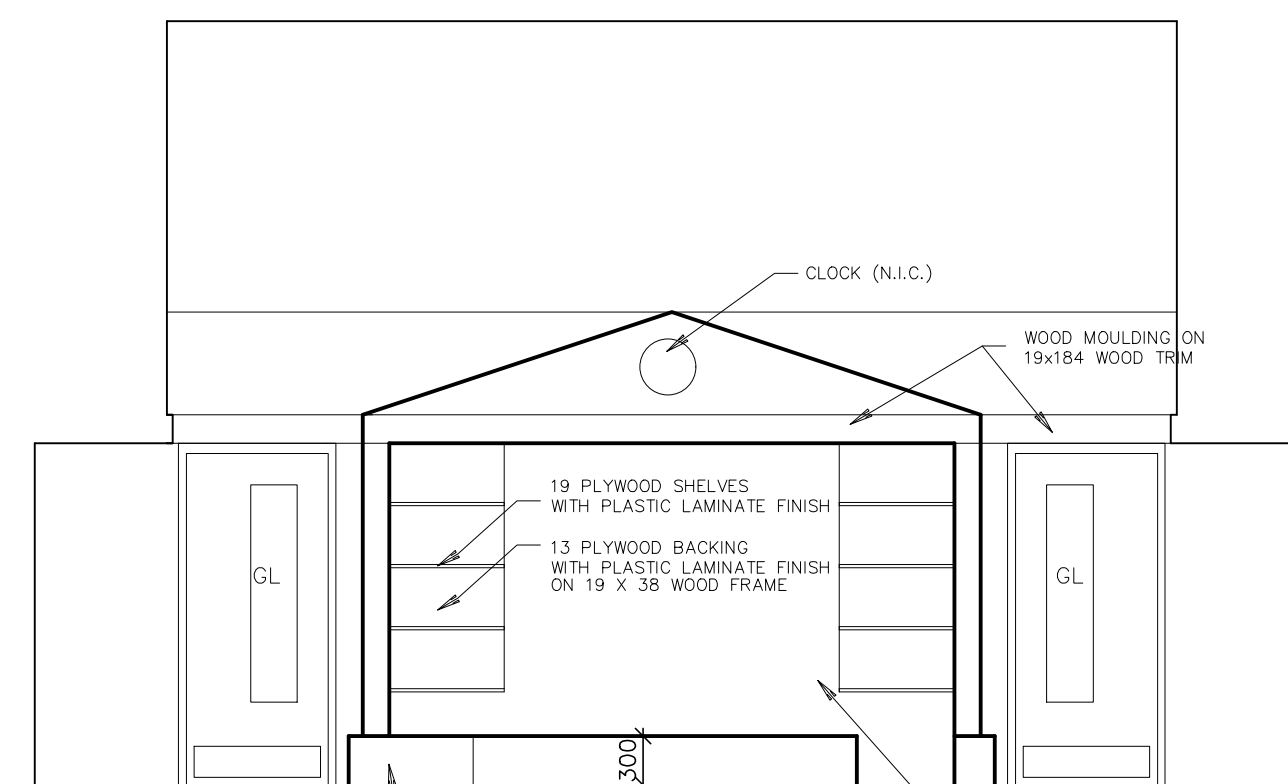 CLOCK (N.I.C.)
WOOD MOULDING ON
19x184 WOOD TRIM
19 PLYWOOD SHELVES
WITH PLASTIC LAMINATE FINISH
13 PLYWOOD BACKING
WITH PLASTIC LAMINATE FINISH
ON 19 X 38 WOOD FRAME
GL
GL
300